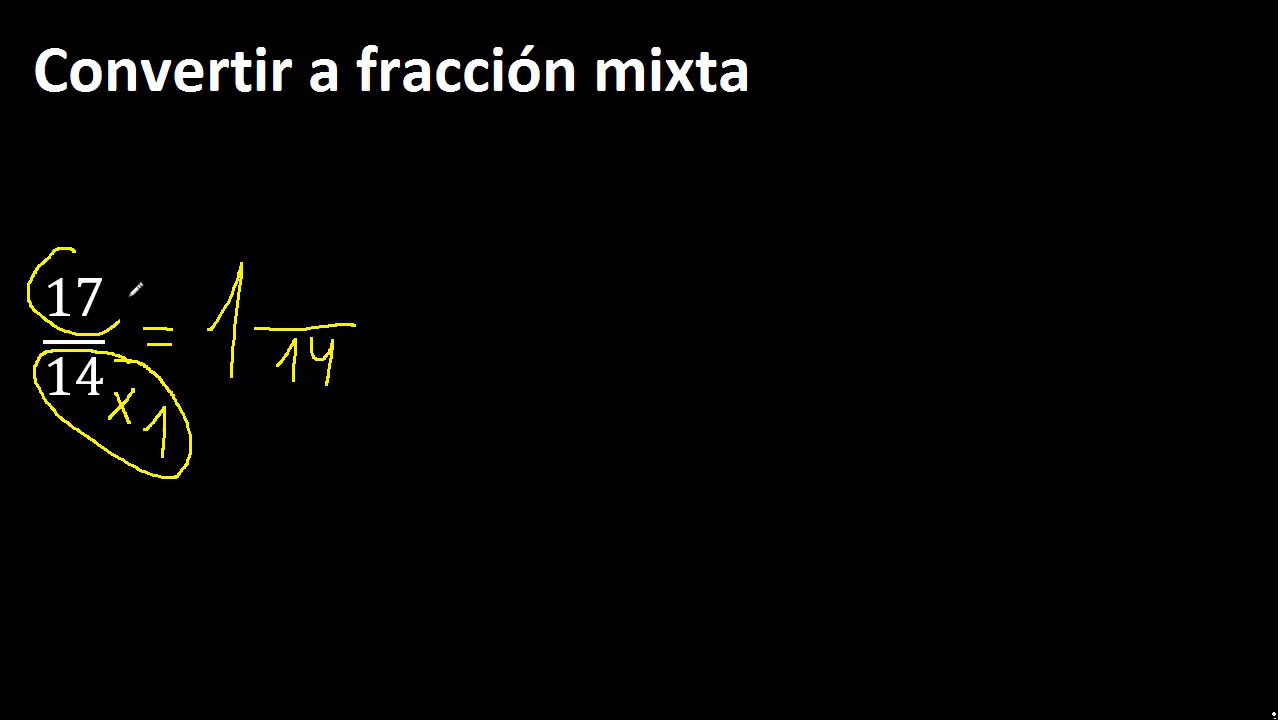 Convertir a fracción mixta
17
14 × 1 = 1 
14